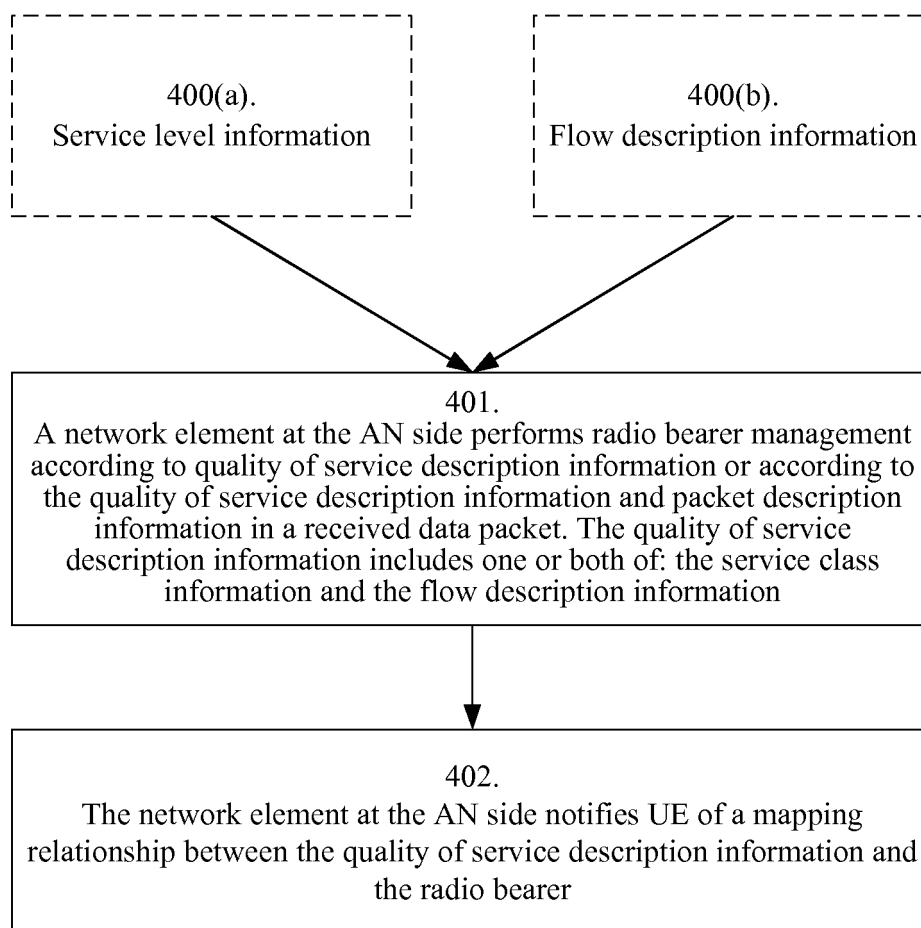 400(a).
Service level information
400(b).
Flow description information
401.
A network element at the AN side performs radio bearer management
according to quality of service description information or according to
the quality of service description information and packet description
information in a received data packet. The quality of service
description information includes one or both of: the service class
information and the flow description information
402.
The network element at the AN side notifies UE of a mapping
relationship between the quality of service description information and
the radio bearer